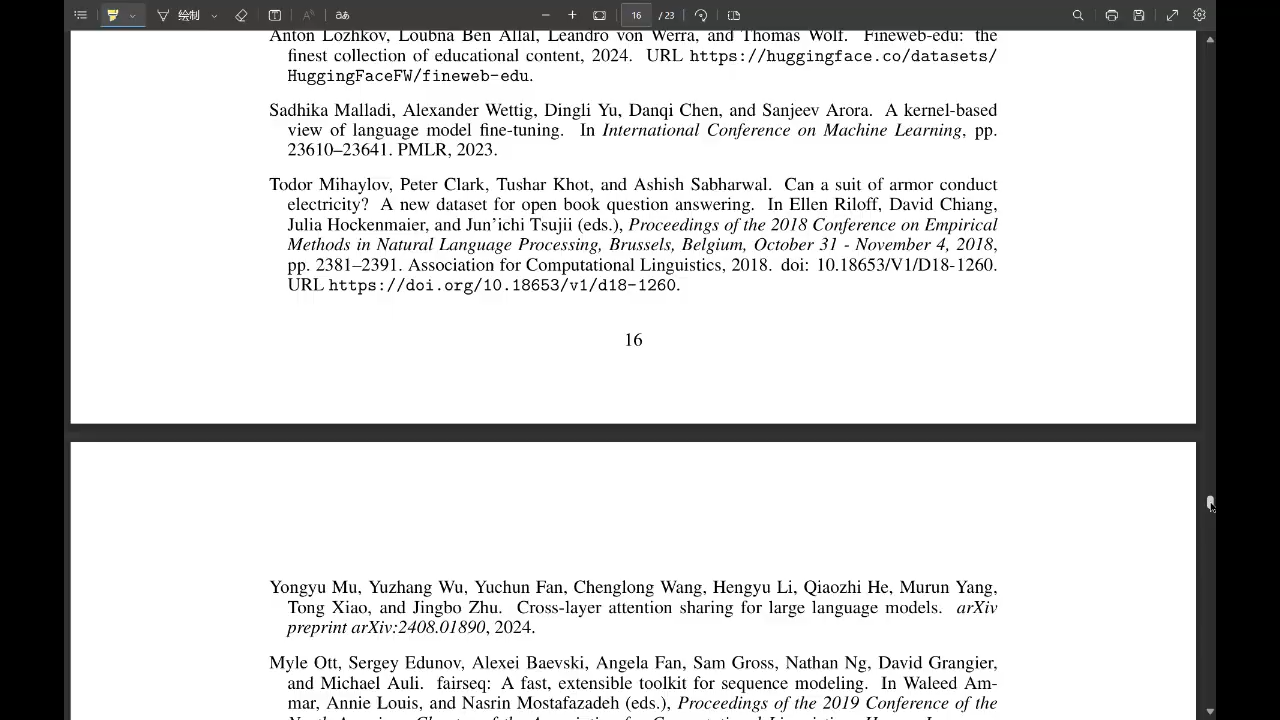 绘制
16 / 23
Anton Lozhkov, Loubna Ben Allal, Leandro von Werra, and Thomas Wolf. Fineweb-edu: the
finest collection of educational content, 2024. URL https://huggingface.co/datasets/
HuggingFaceFW/fineweb-edu.
Sadhika Malladi, Alexander Wettig, Dingli Yu, Danqi Chen, and Sanjeev Arora. A kernel-based
view of language model fine-tuning. In International Conference on Machine Learning, pp.
23610–23641. PMLR, 2023.
Todor Mihaylov, Peter Clark, Tushar Khot, and Ashish Sabharwal. Can a suit of armor conduct
electricity? A new dataset for open book question answering. In Ellen Riloff, David Chiang,
Julia Hockenmaier, and Jun'ichi Tsujii (eds.), Proceedings of the 2018 Conference on Empirical
Methods in Natural Language Processing, Brussels, Belgium, October 31 - November 4, 2018,
pp. 2381–2391. Association for Computational Linguistics, 2018. doi: 10.18653/V1/D18-1260.
URL https://doi.org/10.18653/v1/d18-1260.
16
Yongyu Mu, Yuzhang Wu, Yuchun Fan, Chenglong Wang, Hengyu Li, Qiaozhi He, Murun Yang,
Tong Xiao, and Jingbo Zhu. Cross-layer attention sharing for large language models. arXiv
preprint arXiv:2408.01890, 2024.
Myle Ott, Sergey Edunov, Alexei Baevski, Angela Fan, Sam Gross, Nathan Ng, David Grangier,
and Michael Auli. fairseq: A fast, extensible toolkit for sequence modeling. In Waleed Am-
mar, Annie Louis, and Nasrin Mostafazadeh (eds.), Proceedings of the 2019 Conference of the